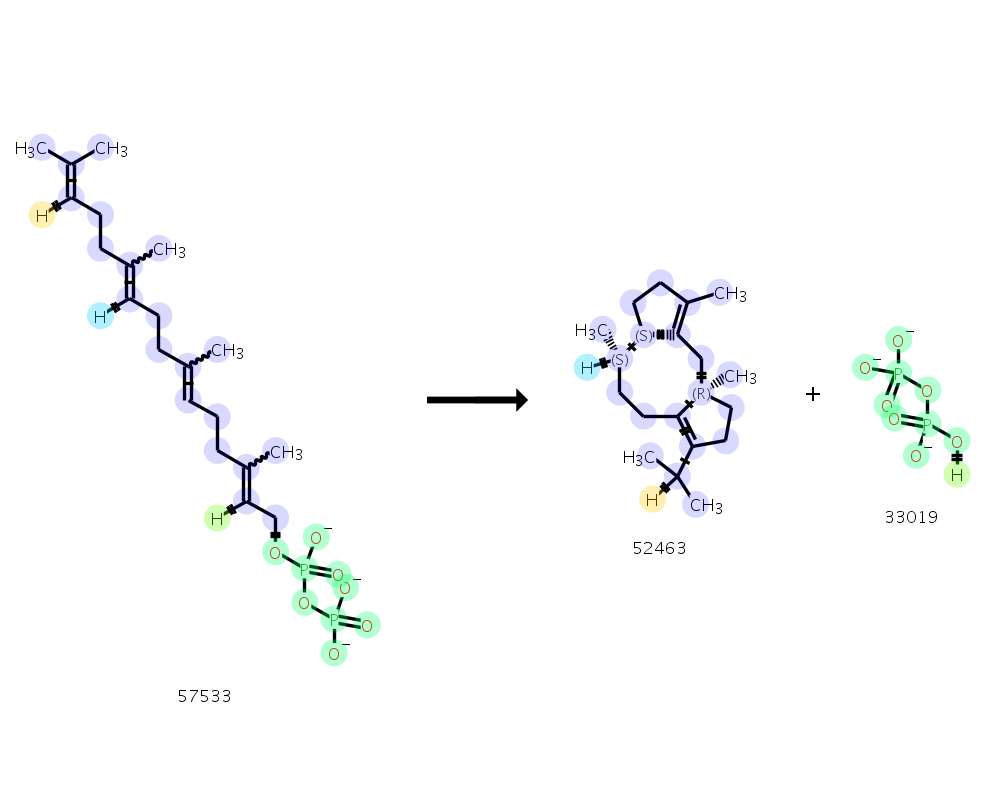 H₃C CH₃
H
CH₃
H
CH₃
CH₃
H
O
O⁻
P O
O⁻
O
P O
O⁻
57533
CH₃
H₃C (S)
H (S)
(R) CH₃
H₃C
H
CH₃
52463
+
O⁻
O⁻ P
O
O
O P
O⁻ O
H
33019